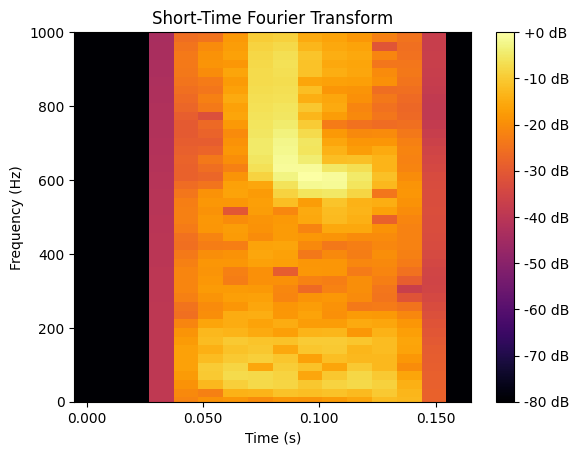 Short-Time Fourier Transform
1000
800
600
400
200
0
Frequency (Hz)
0.000
0.050
0.100
0.150
Time (s)
+0 dB
-10 dB
-20 dB
-30 dB
-40 dB
-50 dB
-60 dB
-70 dB
-80 dB